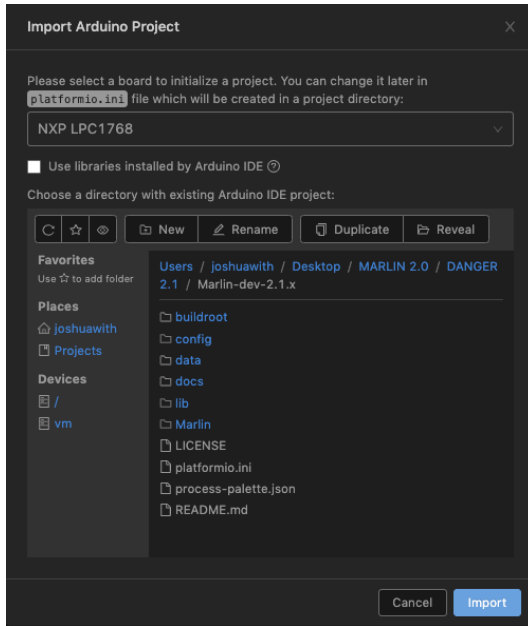 Import Arduino Project
Please select a board to initialize a project. You can change it later in
platformio.ini file which will be created in a project directory:
NXP LPC1768
Use libraries installed by Arduino IDE
Choose a directory with existing Arduino IDE project:
New
Rename
Duplicate
Reveal
Favorites
Use ☆ to add folder
Places
joshuawith
Projects
Devices
/
vm
Users / joshuawith / Desktop / MARLIN 2.0 / DANGER
2.1 / Marlin-dev-2.1.x
buildroot
config
data
docs
lib
Marlin
LICENSE
platformio.ini
process-palette.json
README.md
Cancel
Import